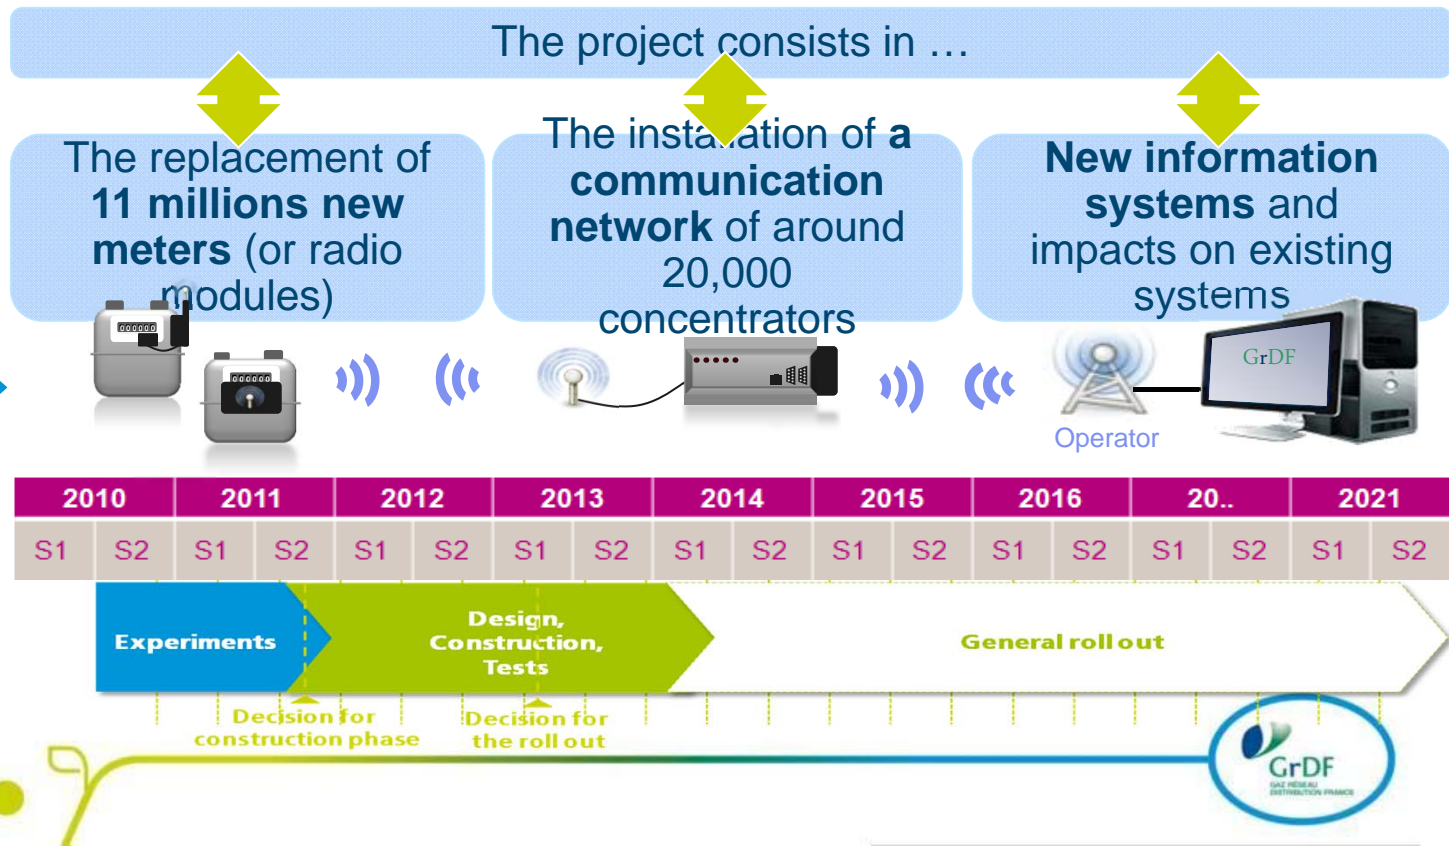 The project consists in …
The replacement of
11 millions new
meters (or radio
modules)
The installation of a
communication
network of around
20,000
concentrators
New information
systems and
impacts on existing
systems
GrDF
Operator
2010 2011 2012 2013 2014 2015 2016 20.. 2021
S1 S2 S1 S2 S1 S2 S1 S2 S1 S2 S1 S2 S1 S2 S1 S2 S1 S2
Experiments
Design,
Construction,
Tests
General roll out
Decision for
construction phase
Decision for
the roll out
GrDF
GAZ RÉSEAU
DISTRIBUTION FRANCE